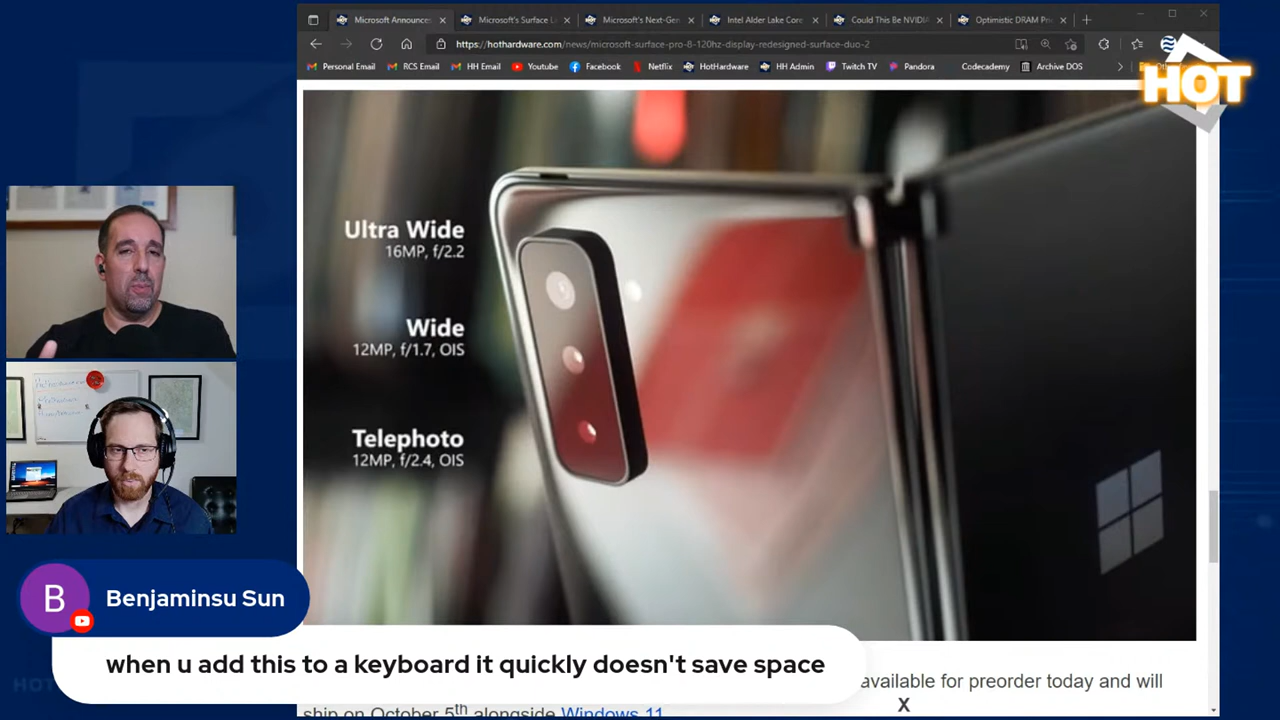 Microsoft Announces
Microsoft's Surface L
Microsoft's Next-Gen
Intel Alder Lake Core
Could This Be NVIDIA
Optimistic DRAM Pri
https://hothardware.com/news/microsoft-surface-pro-8-120hz-display-redesigned-surface-duo-2
Personal Email
RCS Email
HH Email
Youtube
Facebook
Netflix
HotHardware
HH Admin
Twitch TV
Pandora
Codecademy
Archive DOS
HOT
Ultra Wide
16MP, f/2.2
Wide
12MP, f/1.7, OIS
Telephoto
12MP, f/2.4, OIS
B
Benjaminsu Sun
when u add this to a keyboard it quickly doesn't save space
available for preorder today and will
ship on October 5th alongside Windows 11
X